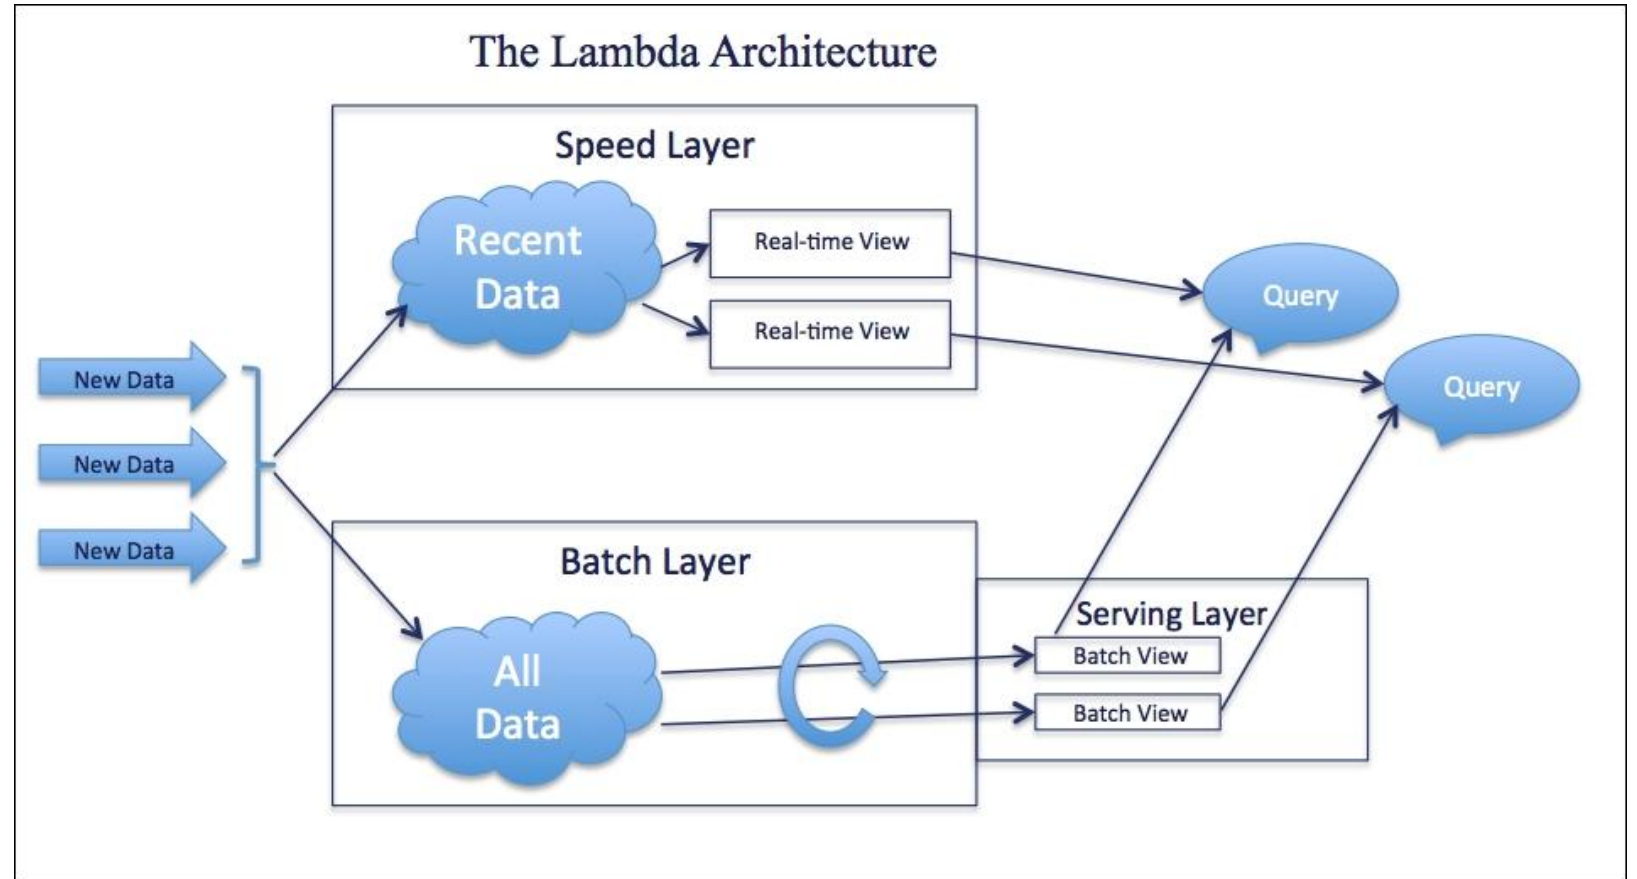 The Lambda Architecture
Speed Layer
Recent
Data
Real-time View
Real-time View
Query
Query
New Data
New Data
New Data
Batch Layer
All
Data
Serving Layer
Batch View
Batch View